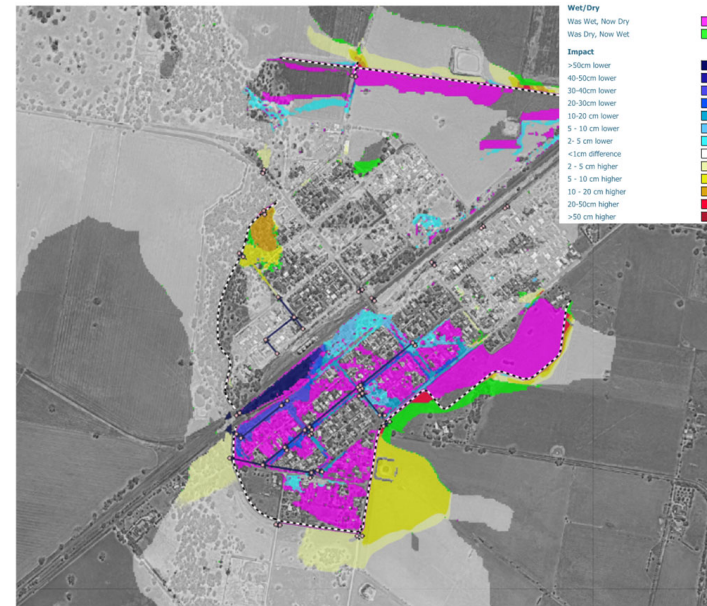 Wet/Dry
Was Wet, Now Dry
Was Dry, Now Wet
Impact
>50cm lower
40-50cm lower
30-40cm lower
20-30cm lower
10-20 cm lower
5 - 10 cm lower
2- 5 cm lower
<1cm difference
2 - 5 cm higher
5 - 10 cm higher
10 - 20 cm higher
20-50cm higher
>50 cm higher